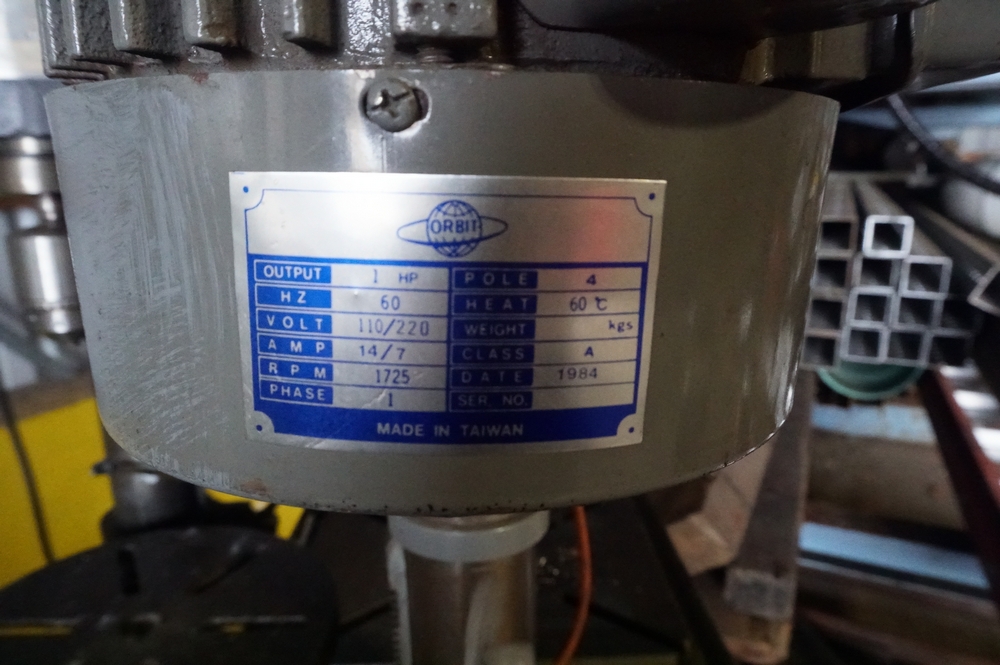 ORBIT
OUTPUT 1 HP POLE 4
HZ 60 HEAT 60 ℃
VOLT 110/220 WEIGHT kgs
AMP 14/7 CLASS A
RPM 1725 DATE 1984
PHASE 1 SER. NO.
MADE IN TAIWAN